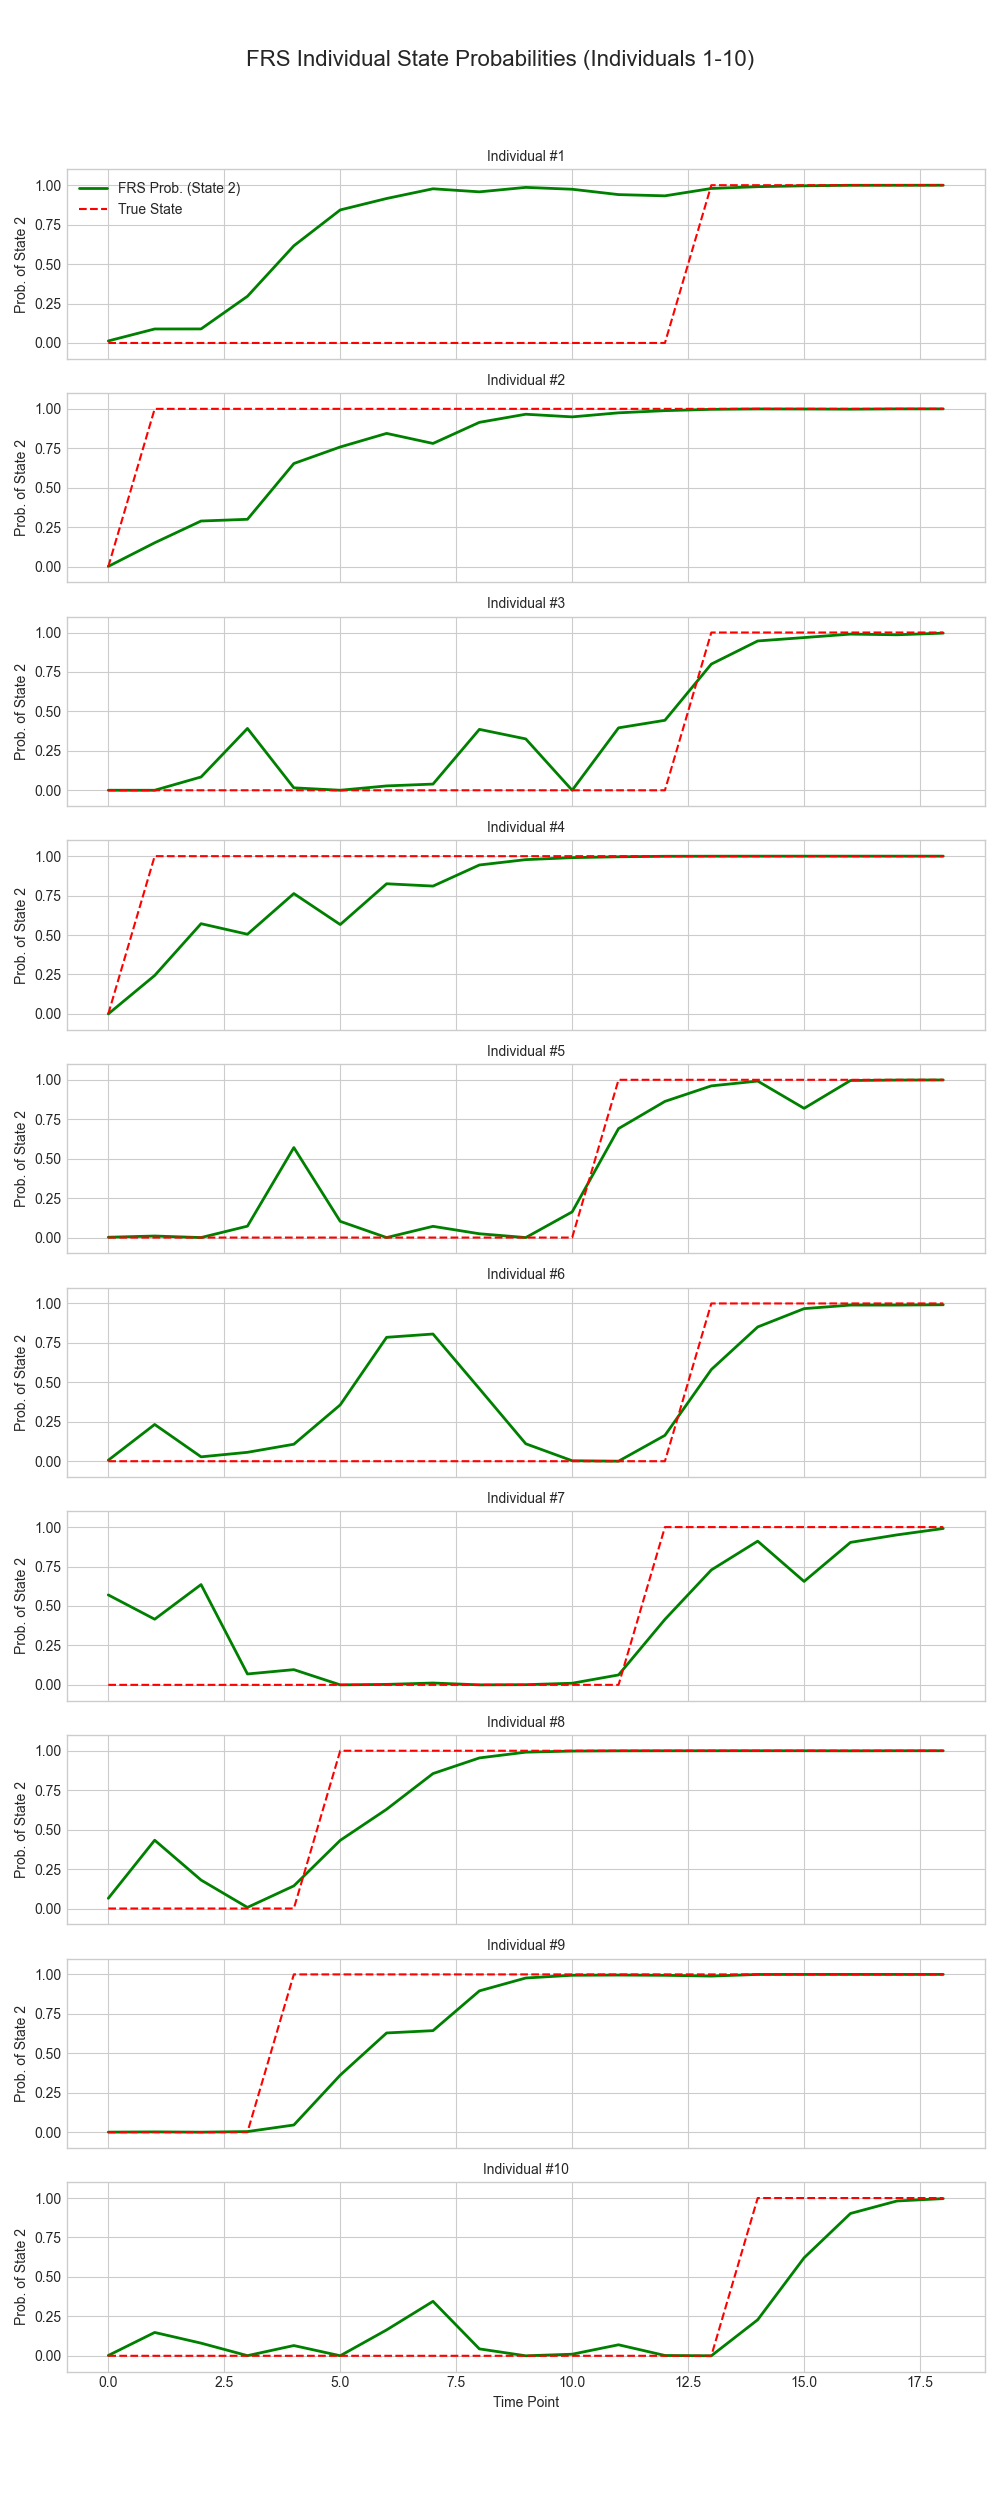 FRS Individual State Probabilities (Individuals 1-10)
Individual #1
FRS Prob. (State 2)
True State
1.00
0.75
0.50
0.25
0.00
Prob. of State 2
Individual #2
1.00
0.75
0.50
0.25
0.00
Prob. of State 2
Individual #3
1.00
0.75
0.50
0.25
0.00
Prob. of State 2
Individual #4
1.00
0.75
0.50
0.25
0.00
Prob. of State 2
Individual #5
1.00
0.75
0.50
0.25
0.00
Prob. of State 2
Individual #6
1.00
0.75
0.50
0.25
0.00
Prob. of State 2
Individual #7
1.00
0.75
0.50
0.25
0.00
Prob. of State 2
Individual #8
1.00
0.75
0.50
0.25
0.00
Prob. of State 2
Individual #9
1.00
0.75
0.50
0.25
0.00
Prob. of State 2
Individual #10
1.00
0.75
0.50
0.25
0.00
Prob. of State 2
0.0 2.5 5.0 7.5 10.0 12.5 15.0 17.5
Time Point